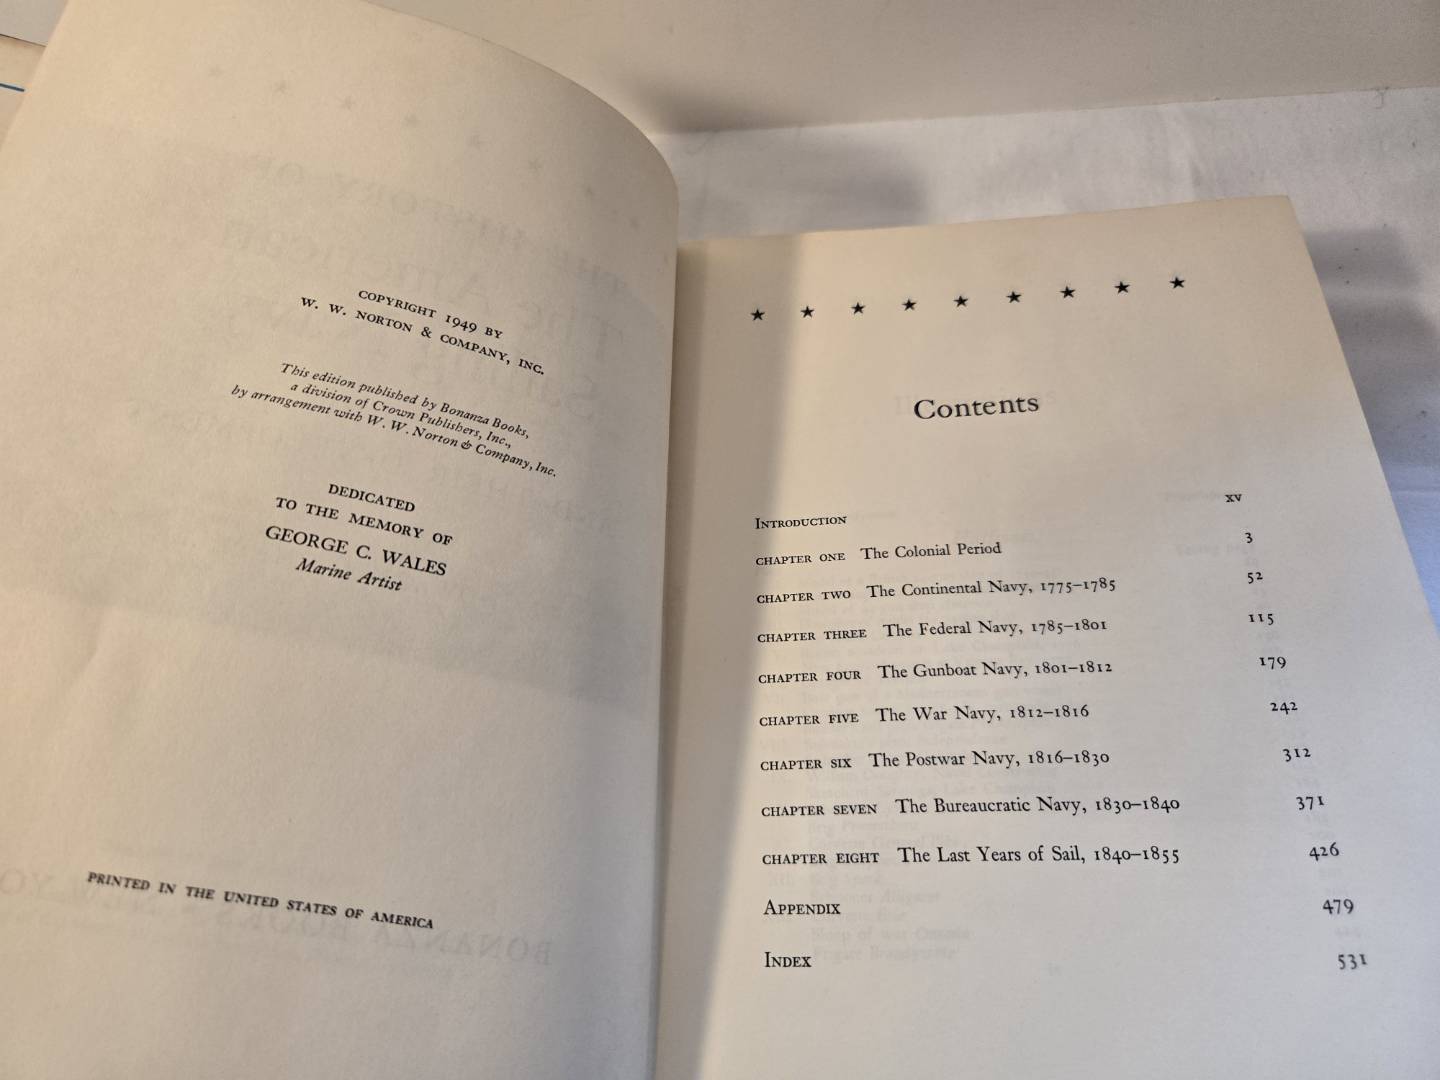 COPYRIGHT 1949 BY
W. W. NORTON & COMPANY, INC.
This edition published by Bonanza Books,
a division of Crown Publishers, Inc.,
by arrangement with W. W. Norton & Company, Inc.
DEDICATED
TO THE MEMORY OF
GEORGE C. WALES
Marine Artist
PRINTED IN THE UNITED STATES OF AMERICA
Contents
INTRODUCTION xv
CHAPTER ONE The Colonial Period 3
CHAPTER TWO The Continental Navy, 1775–1785 52
CHAPTER THREE The Federal Navy, 1785–1801 115
CHAPTER FOUR The Gunboat Navy, 1801–1812 179
CHAPTER FIVE The War Navy, 1812–1816 242
CHAPTER SIX The Postwar Navy, 1816–1830 312
CHAPTER SEVEN The Bureaucratic Navy, 1830–1840 371
CHAPTER EIGHT The Last Years of Sail, 1840–1855 426
APPENDIX 479
INDEX 531